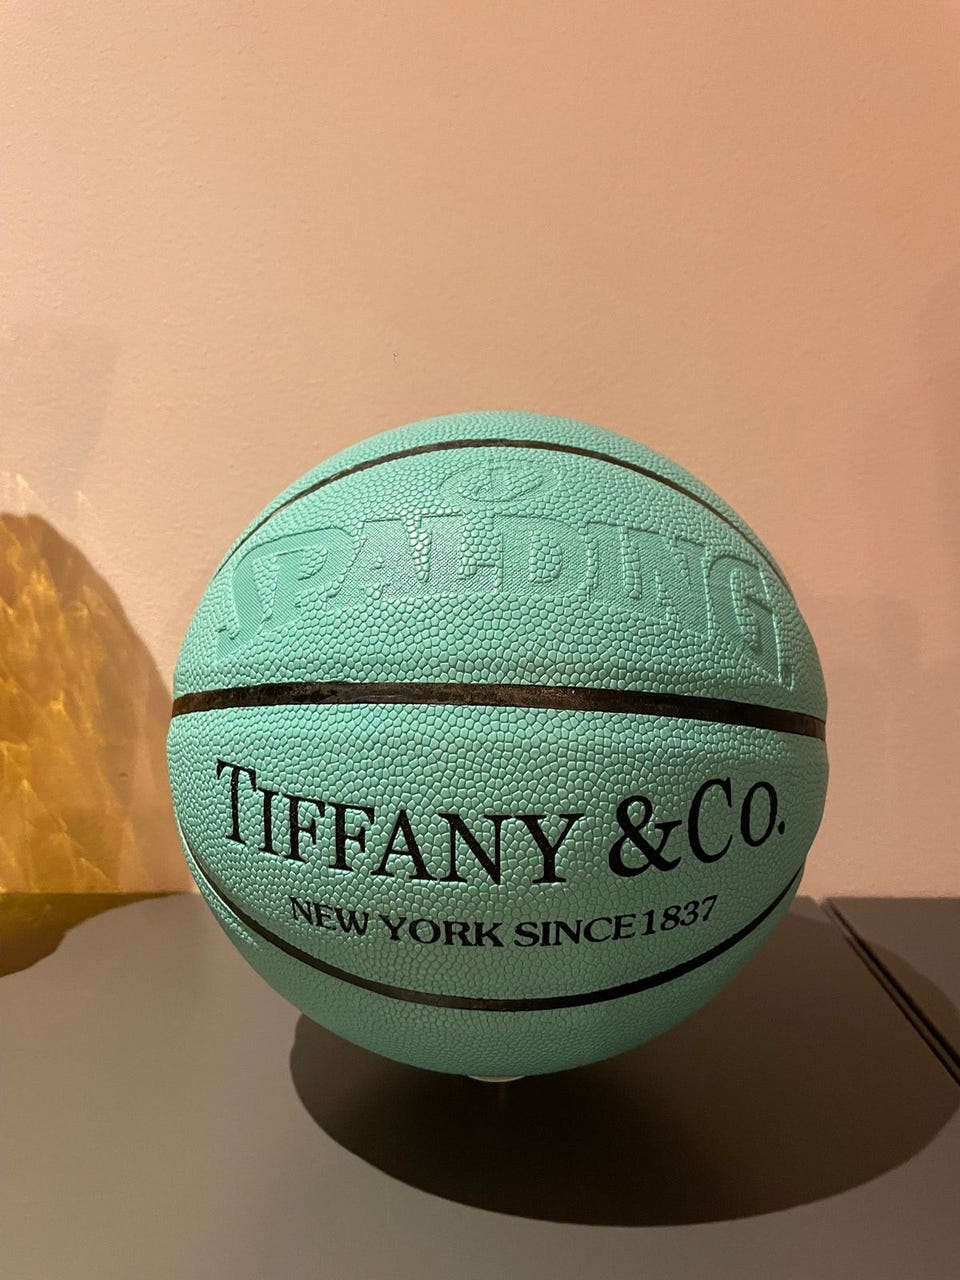 SPALDING
TIFFANY & CO.
NEW YORK SINCE 1837